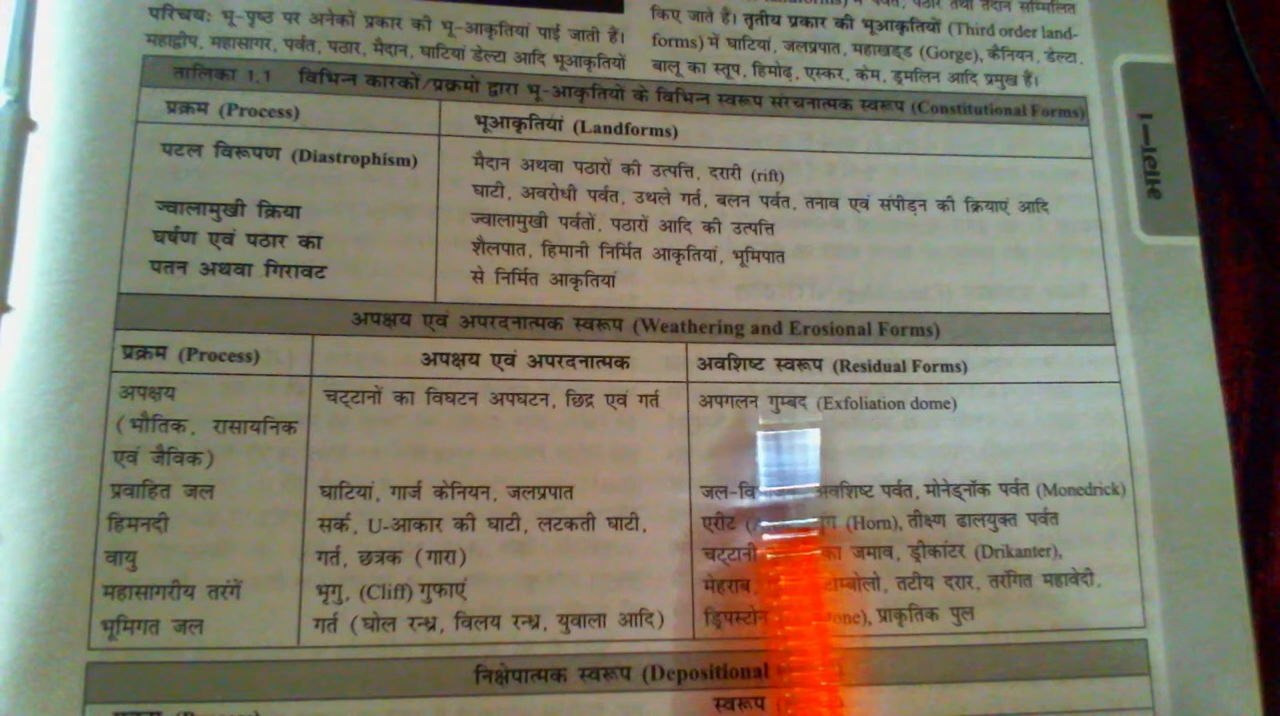 परिचयः भू-पृष्ठ पर अनेकों प्रकार की भू-आकृतियां पाई जाती हैं।
महाद्वीप, महासागर, पर्वत, पठार, मैदान, घाटियां डेल्टा आदि भूआकृतियों
पर्वत, पठार तथा मैदान सम्मिलित
किए जाते हैं। तृतीय प्रकार की भूआकृतियों (Third order land-
forms) में घाटियां, जलप्रपात, महाखड्ड (Gorge), कैनियन, डेल्टा,
बालू का स्तूप, हिमोढ़, एस्कर, केम, ड्रमलिन आदि प्रमुख हैं।
तालिका 1.1 विभिन्न कारकों/प्रक्रमों द्वारा भू-आकृतियों के विभिन्न स्वरूप संरचनात्मक स्वरूप (Constitutional Forms)
प्रक्रम (Process) भूआकृतियां (Landforms)
पटल विरूपण (Diastrophism) मैदान अथवा पठारों की उत्पत्ति, दरारी (rift)
घाटी, अवरोधी पर्वत, उथले गर्त, बलन पर्वत, तनाव एवं संपीड़न की क्रियाएं आदि
ज्वालामुखी क्रिया ज्वालामुखी पर्वतों, पठारों आदि की उत्पत्ति
घर्षण एवं पठार का शैलपात, हिमानी निर्मित आकृतियां, भूमिपात
पतन अथवा गिरावट से निर्मित आकृतियां
अपक्षय एवं अपरदनात्मक स्वरूप (Weathering and Erosional Forms)
प्रक्रम (Process) अपक्षय एवं अपरदनात्मक अवशिष्ट स्वरूप (Residual Forms)
अपक्षय चट्टानों का विघटन अपघटन, छिद्र एवं गर्त अपगलन गुम्बद (Exfoliation dome)
(भौतिक, रासायनिक
एवं जैविक)
प्रवाहित जल घाटियां, गार्ज केनियन, जलप्रपात अवशिष्ट पर्वत, मोनेड्नॉक पर्वत (Monedrick)
हिमनदी सर्क, U-आकार की घाटी, लटकती घाटी, एरीट (Horn), तीक्ष्ण ढालयुक्त पर्वत
वायु गर्त, छत्रक (गारा) का जमाव, ड्रीकांटर (Drikanter),
महासागरीय तरंगें भृगु, (Cliff) गुफाएं मेहराब, तटीय दरार, तरंगित महावेदी,
भूमिगत जल गर्त (घोल रन्ध्र, विलय रन्ध्र, युवाला आदि) ड्रिपस्टोन प्राकृतिक पुल
निक्षेपात्मक स्वरूप (Depositional
स्वरूप